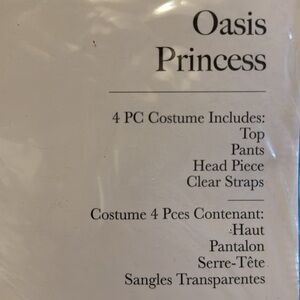 Oasis
Princess
4 PC Costume Includes:
Top
Pants
Head Piece
Clear Straps
Costume 4 Pces Contenant:
Haut
Pantalon
Serre-Tête
Sangles Transparentes